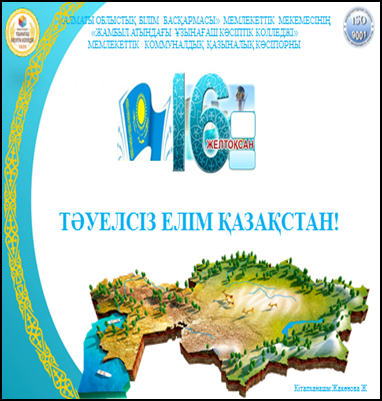 «АЛМАТЫ ОБЛЫСТЫҚ БІЛІМ БАСҚАРМАСЫ» МЕМЛЕКЕТТІК МЕКЕМЕСІНІҢ
«ЖАМБЫЛ АТЫНДАҒЫ ҰЗЫНАҒАШ КӘСІПТІК КОЛЛЕДЖІ»
МЕМЛЕКЕТТІК КОММУНАЛДЫҚ ҚАЗЫНАЛЫҚ КӘСІПОРНЫ
ISO
9001
16
ЖЕЛТОҚСАН
ТӘУЕЛСІЗ ЕЛІМ ҚАЗАҚСТАН!
Кітапханашы:Жакенова Ж